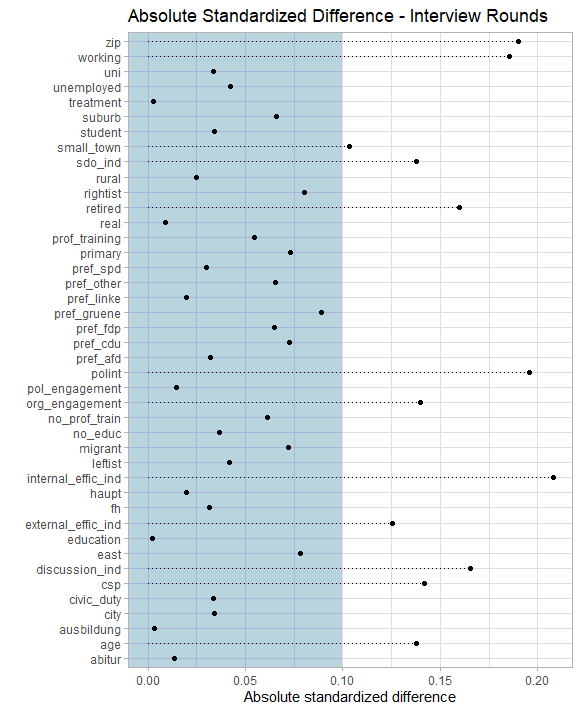 Absolute Standardized Difference - Interview Rounds
zip
working
uni
unemployed
treatment
suburb
student
small_town
sdo_ind
rural
rightist
retired
real
prof_training
primary
pref_spd
pref_other
pref_linke
pref_gruene
pref_fdp
pref_cdu
pref_afd
polint
pol_engagement
org_engagement
no_prof_train
no_educ
migrant
leftist
internal_effic_ind
haupt
fh
external_effic_ind
education
east
discussion_ind
csp
civic_duty
city
ausbildung
age
abitur
0.00 0.05 0.10 0.15 0.20
Absolute standardized difference